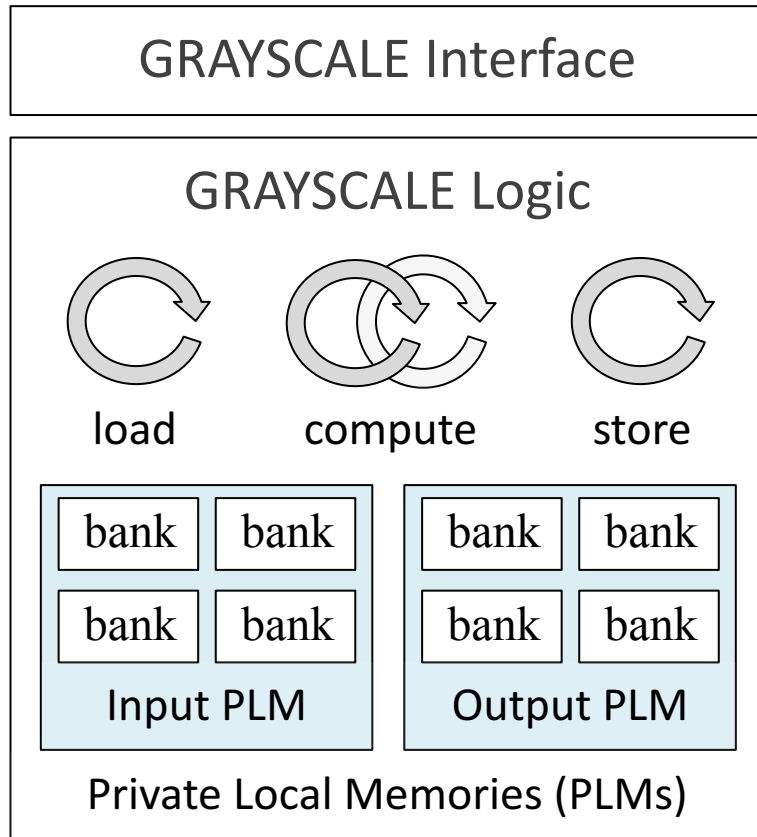 GRAYSCALE Interface
GRAYSCALE Logic
load compute store
bank bank bank bank
bank bank bank bank
Input PLM Output PLM
Private Local Memories (PLMs)